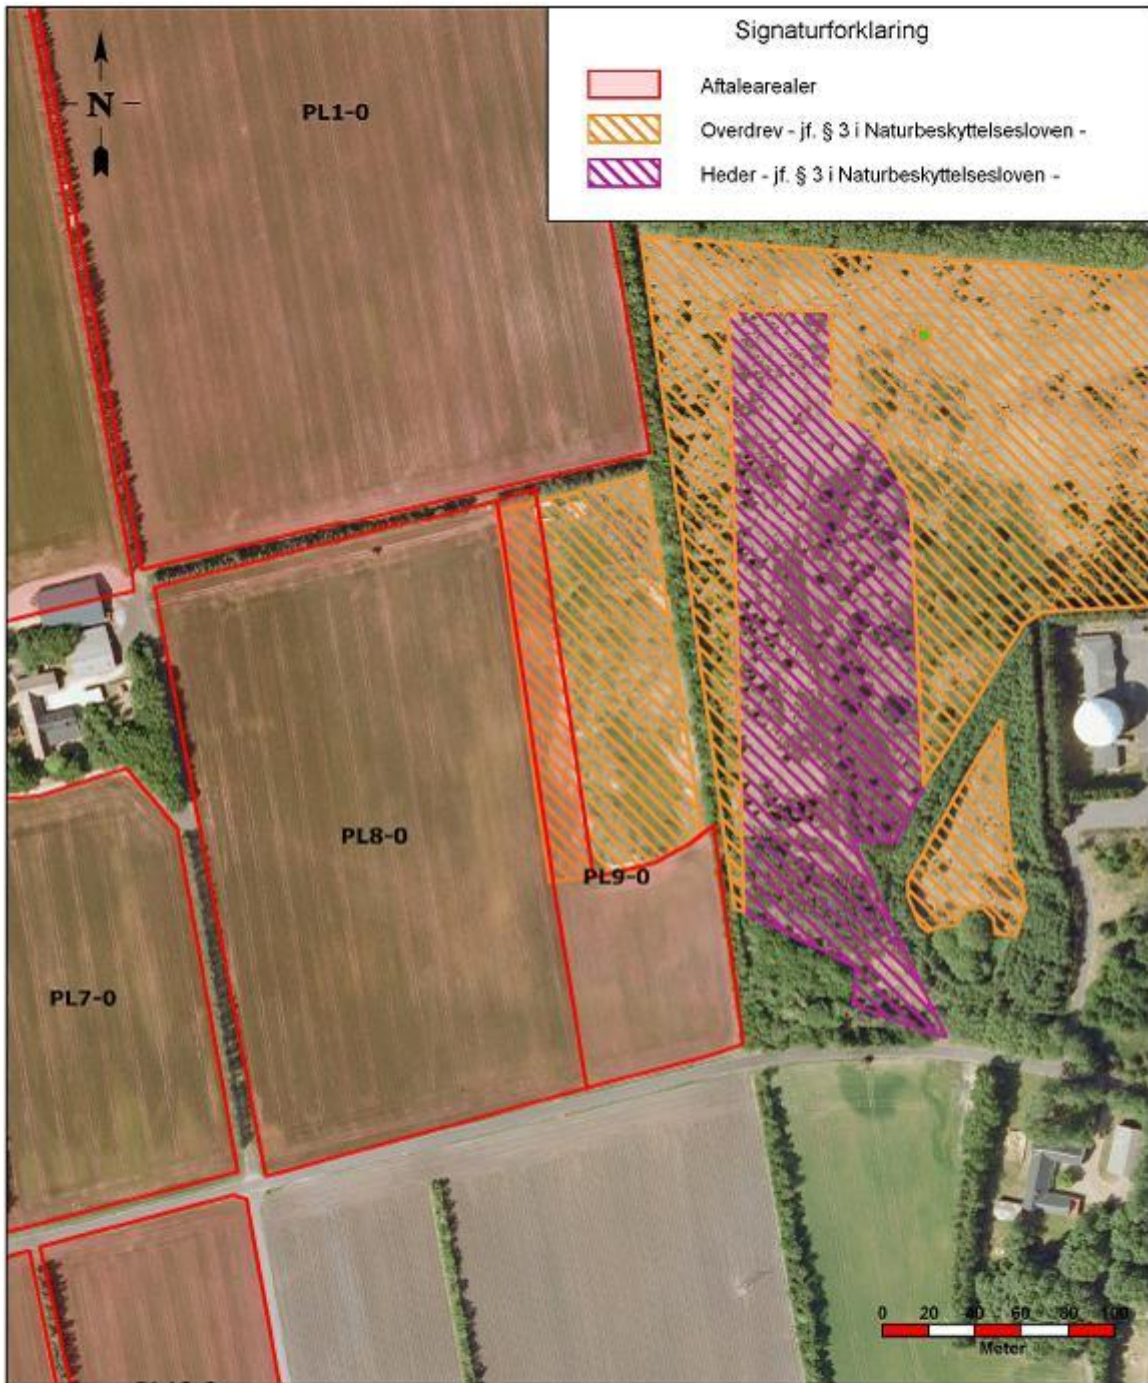 Signaturforklaring
Aftalearealer
Overdrev - jf. § 3 i Naturbeskyttelsesloven -
Heder - jf. § 3 i Naturbeskyttelsesloven -
N
PL1-0
PL8-0
PL9-0
PL7-0
0 20 40 60 80 100
Meter